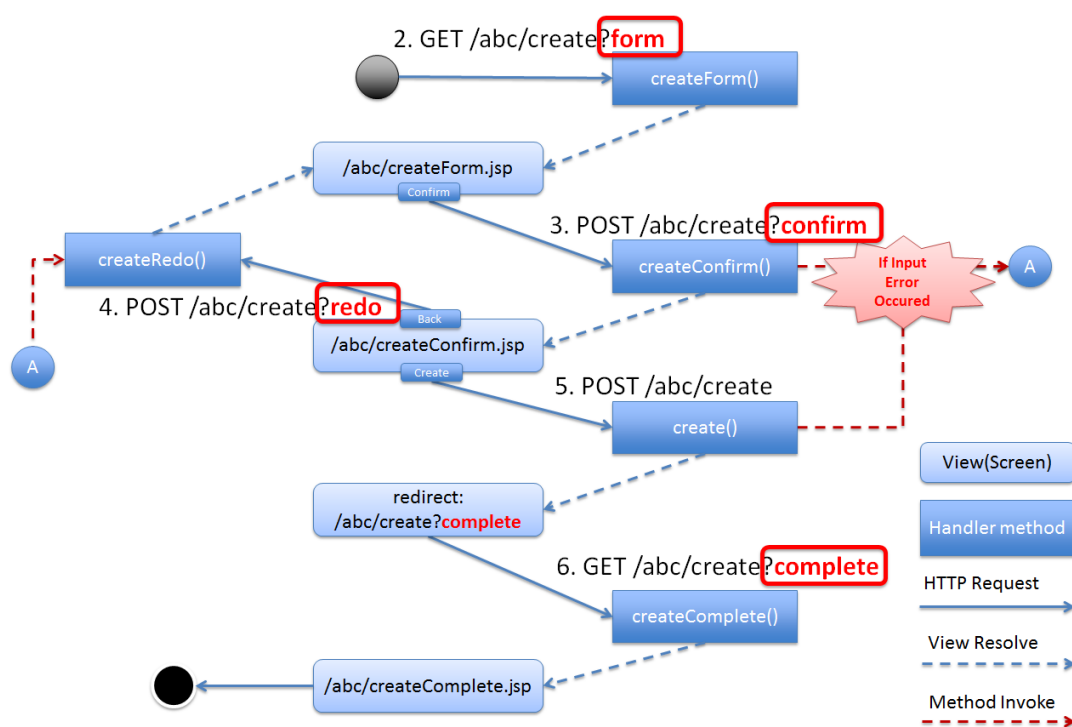 2. GET /abc/create?form
createForm()
/abc/createForm.jsp
Confirm
3. POST /abc/create?confirm
createRedo()
createConfirm()
If Input
Error
Occured
A
4. POST /abc/create?redo
Back
/abc/createConfirm.jsp
Create
A
5. POST /abc/create
create()
View(Screen)
redirect:
/abc/create?complete
Handler method
6. GET /abc/create?complete
HTTP Request
createComplete()
View Resolve
/abc/createComplete.jsp
Method Invoke